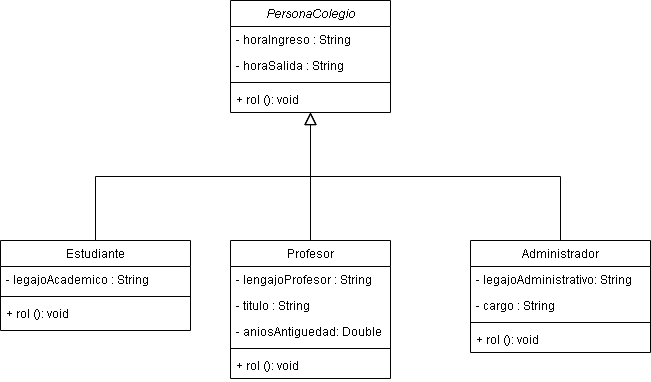 PersonaColegio
- horaIngreso : String
- horaSalida : String
+ rol (): void
Estudiante
- legajoAcademico : String
+ rol (): void
Profesor
- lengajoProfesor : String
- titulo : String
- aniosAntiguedad: Double
+ rol (): void
Administrador
- legajoAdministrativo: String
- cargo : String
+ rol (): void